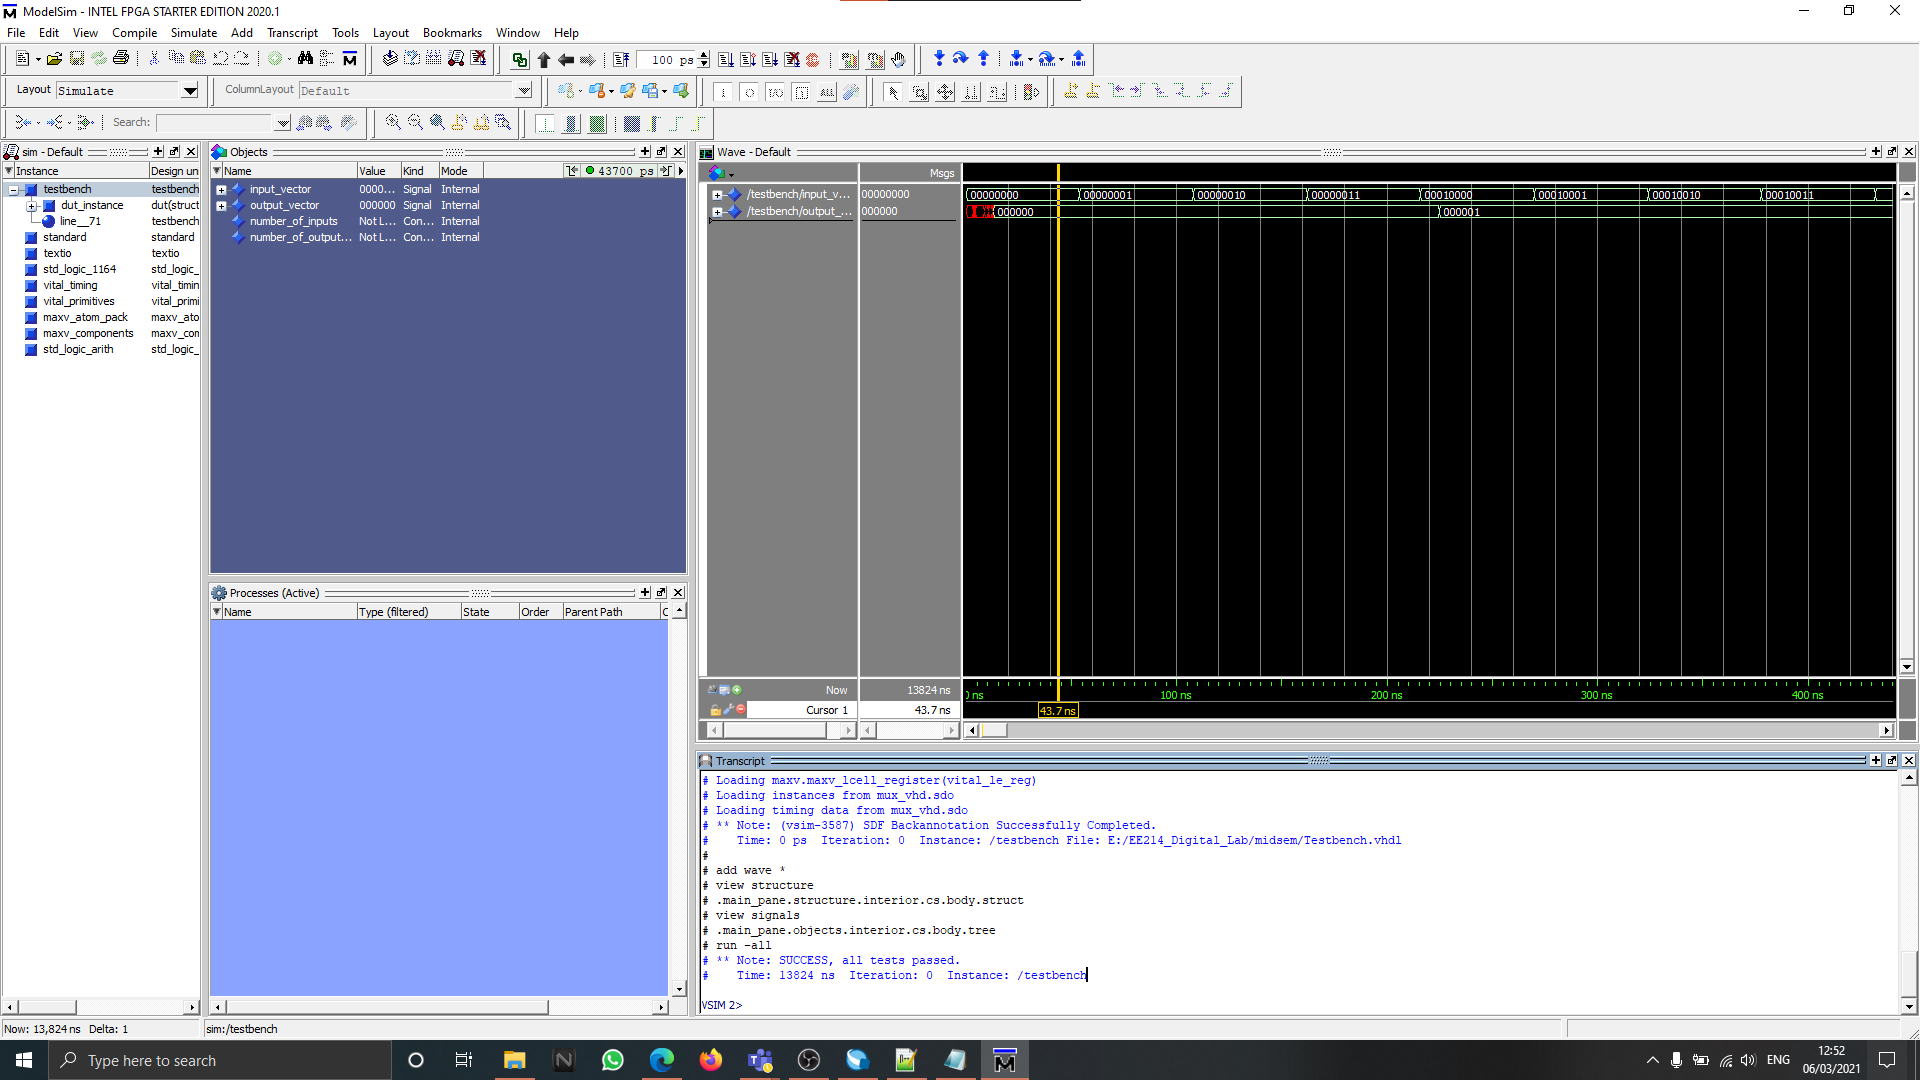 ModelSim - INTEL FPGA STARTER EDITION 2020.1
File Edit View Compile Simulate Add Transcript Tools Layout Bookmarks Window Help
100 ps
Layout Simulate
ColumnLayout Default
ALL
Search:
sim - Default
Instance Design un
testbench testbench
dut_instance dut(struct
line__71 testbench
standard standard
textio textio
std_logic_1164 std_logic_
vital_timing vital_timin
vital_primitives vital_primi
maxv_atom_pack maxv_ato
maxv_components maxv_con
std_logic_arith std_logic_
Objects
Name Value Kind Mode 43700 ps
input_vector 0000... Signal Internal
output_vector 000000 Signal Internal
number_of_inputs Not L... Con... Internal
number_of_output... Not L... Con... Internal
Processes (Active)
Name Type (filtered) State Order Parent Path
Wave - Default
Msgs
/testbench/input_v... 00000000 00000000 00000001 00000010 00000011 00010000 00010001 00010010 00010011
/testbench/output_... 000000 000000 000001
Now 13824 ns 100 ns 200 ns 300 ns 400 ns
Cursor 1 43.7 ns 43.7 ns
Transcript
# Loading maxv.maxv_lcell_register(vital_le_reg)
# Loading instances from mux_vhd.sdo
# Loading timing data from mux_vhd.sdo
# ** Note: (vsim-3587) SDF Backannotation Successfully Completed.
#    Time: 0 ps  Iteration: 0  Instance: /testbench File: E:/EE214_Digital_Lab/midsem/Testbench.vhdl
#
# add wave *
# view structure
# .main_pane.structure.interior.cs.body.struct
# view signals
# .main_pane.objects.interior.cs.body.tree
# run -all
# ** Note: SUCCESS, all tests passed.
#    Time: 13824 ns  Iteration: 0  Instance: /testbench
VSIM 2>
Now: 13,824 ns Delta: 1 sim:/testbench
Type here to search
ENG
12:52
06/03/2021